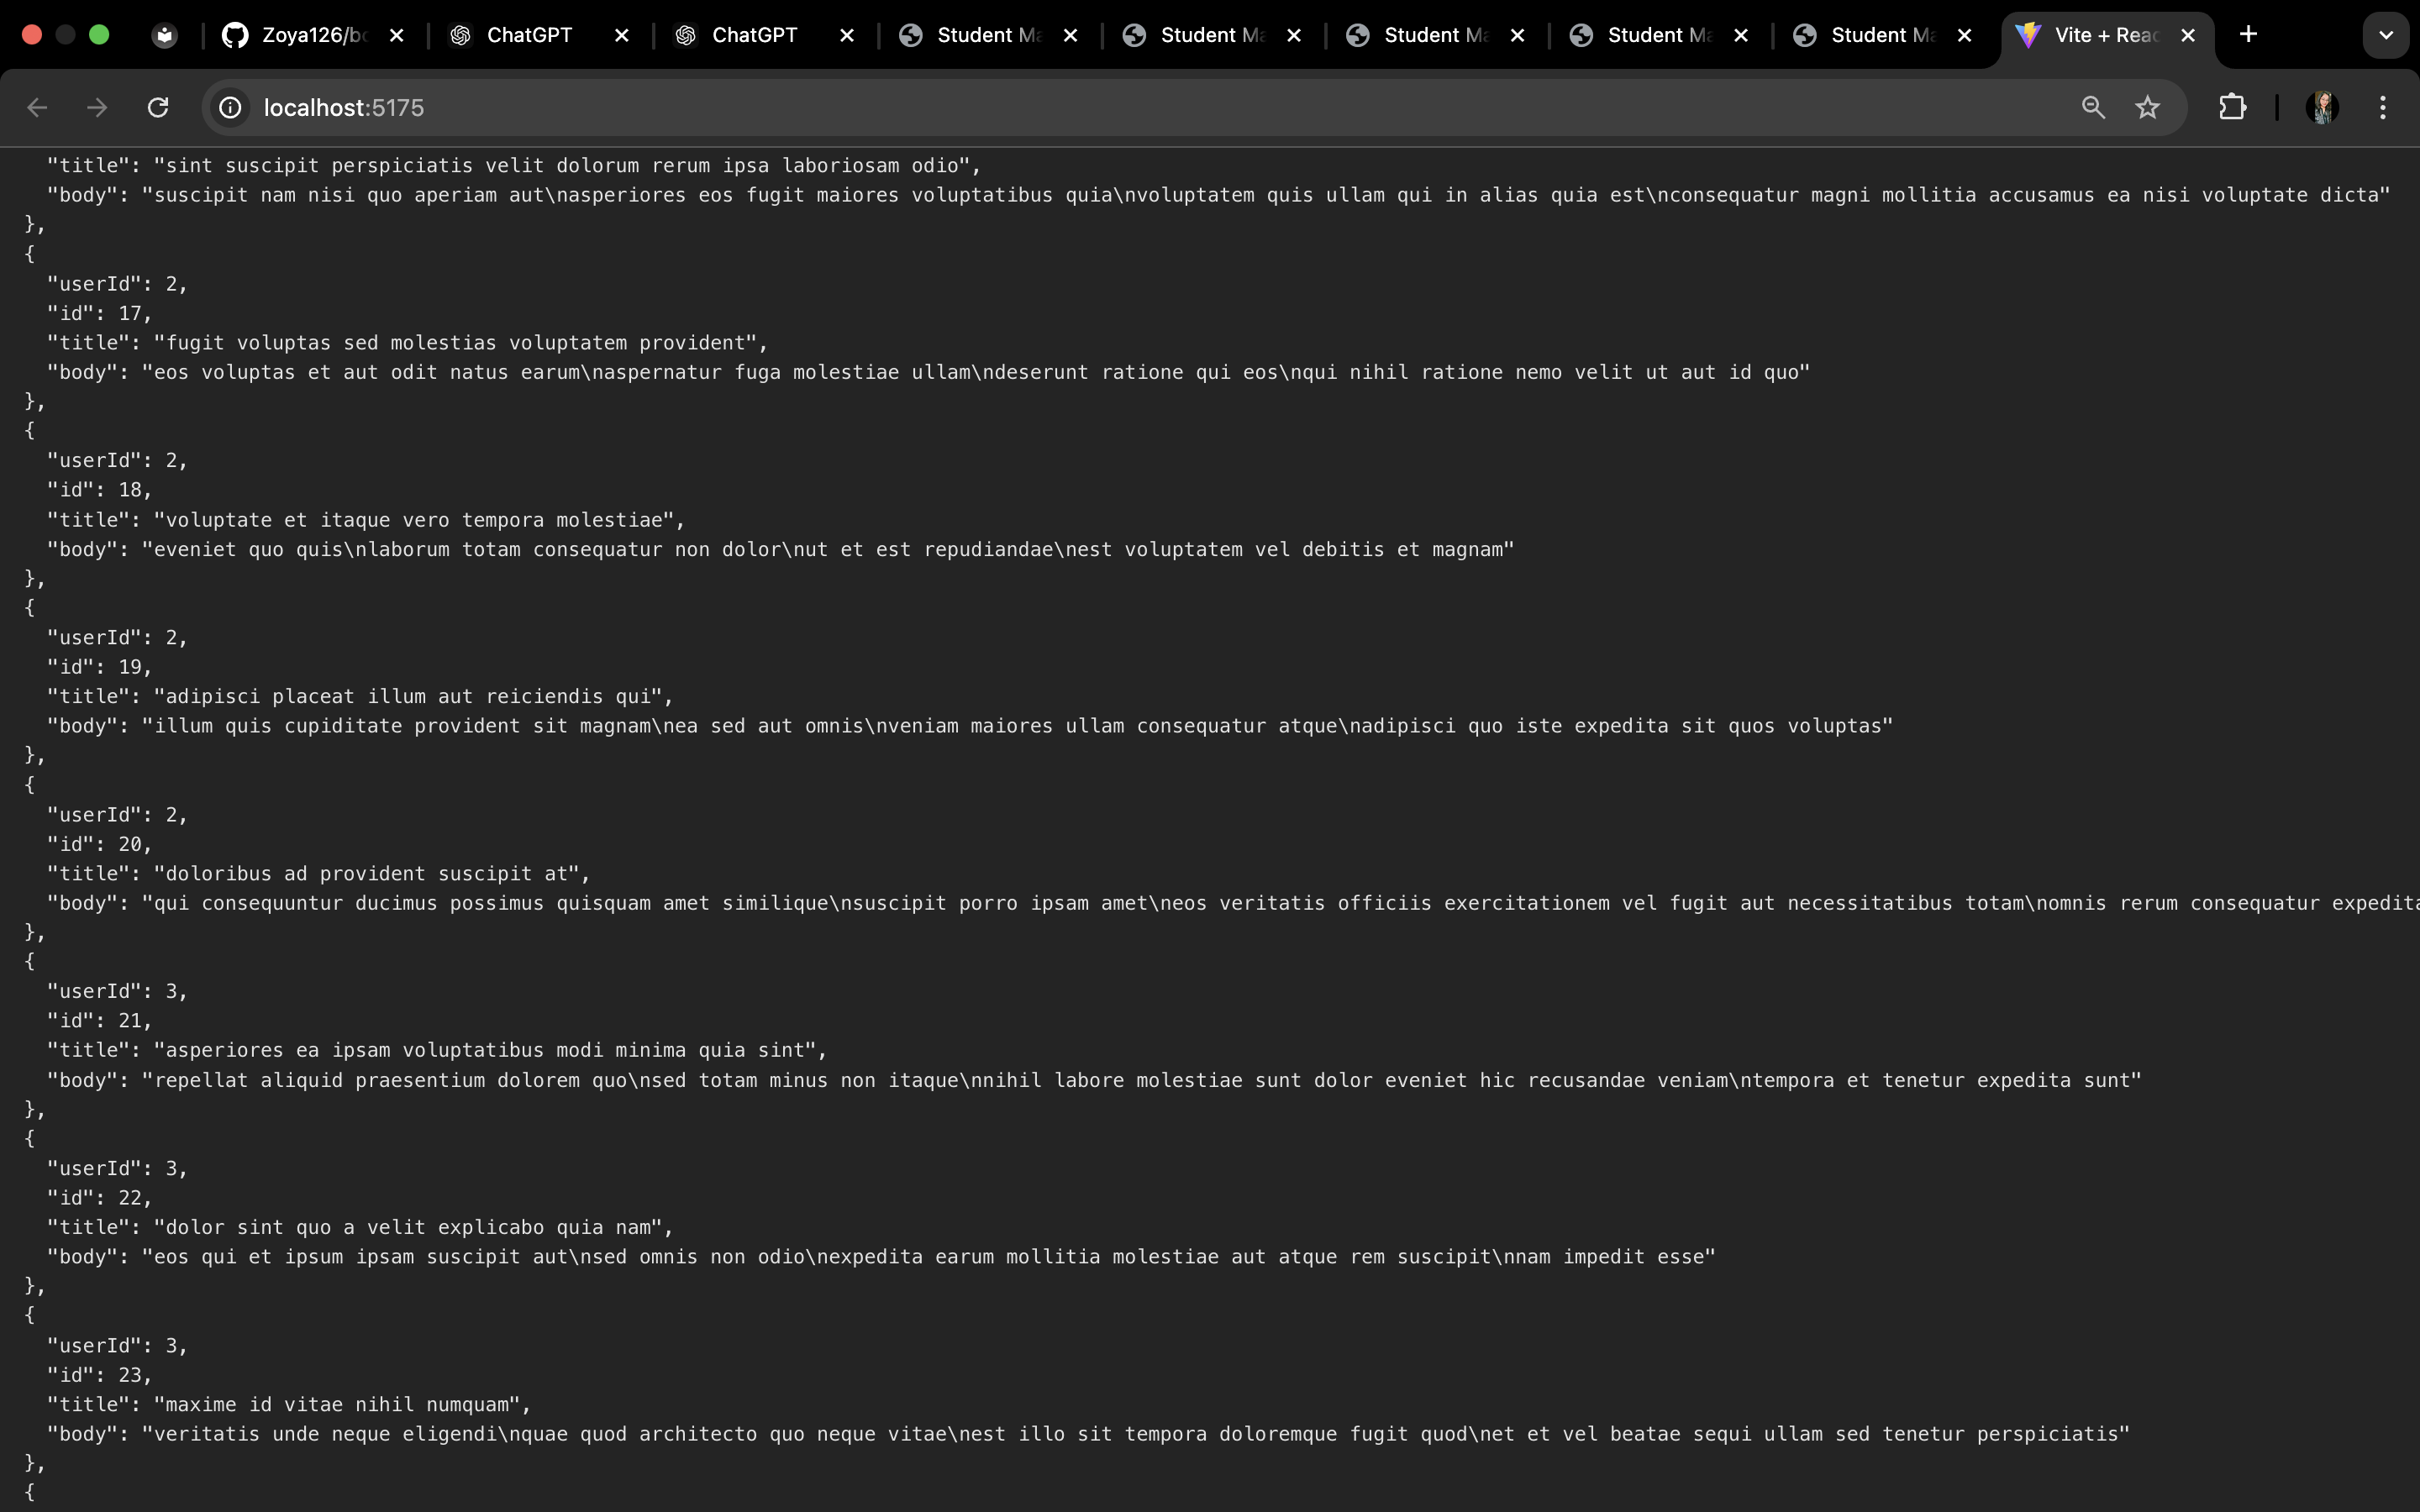 Zoya126/bo
ChatGPT
ChatGPT
Student Ma
Student Ma
Student Ma
Student Ma
Student Ma
Vite + Reac
localhost:5175
"title": "sint suscipit perspiciatis velit dolorum rerum ipsa laboriosam odio",
"body": "suscipit nam nisi quo aperiam aut\nasperiores eos fugit maiores voluptatibus quia\nvoluptatem quis ullam qui in alias quia est\nconsequatur magni mollitia accusamus ea nisi voluptate dicta"
},
{
"userId": 2,
"id": 17,
"title": "fugit voluptas sed molestias voluptatem provident",
"body": "eos voluptas et aut odit natus earum\naspernatur fuga molestiae ullam\ndeserunt ratione qui eos\nqui nihil ratione nemo velit ut aut id quo"
},
{
"userId": 2,
"id": 18,
"title": "voluptate et itaque vero tempora molestiae",
"body": "eveniet quo quis\nlaborum totam consequatur non dolor\nut et est repudiandae\nest voluptatem vel debitis et magnam"
},
{
"userId": 2,
"id": 19,
"title": "adipisci placeat illum aut reiciendis qui",
"body": "illum quis cupiditate provident sit magnam\nea sed aut omnis\nveniam maiores ullam consequatur atque\nadipisci quo iste expedita sit quos voluptas"
},
{
"userId": 2,
"id": 20,
"title": "doloribus ad provident suscipit at",
"body": "qui consequuntur ducimus possimus quisquam amet similique\nsuscipit porro ipsam amet\neos veritatis officiis exercitationem vel fugit aut necessitatibus totam\nomnis rerum consequatur expedita
},
{
"userId": 3,
"id": 21,
"title": "asperiores ea ipsam voluptatibus modi minima quia sint",
"body": "repellat aliquid praesentium dolorem quo\nsed totam minus non itaque\nnihil labore molestiae sunt dolor eveniet hic recusandae veniam\ntempora et tenetur expedita sunt"
},
{
"userId": 3,
"id": 22,
"title": "dolor sint quo a velit explicabo quia nam",
"body": "eos qui et ipsum ipsam suscipit aut\nsed omnis non odio\nexpedita earum mollitia molestiae aut atque rem suscipit\nnam impedit esse"
},
{
"userId": 3,
"id": 23,
"title": "maxime id vitae nihil numquam",
"body": "veritatis unde neque eligendi\nquae quod architecto quo neque vitae\nest illo sit tempora doloremque fugit quod\net et vel beatae sequi ullam sed tenetur perspiciatis"
},
{